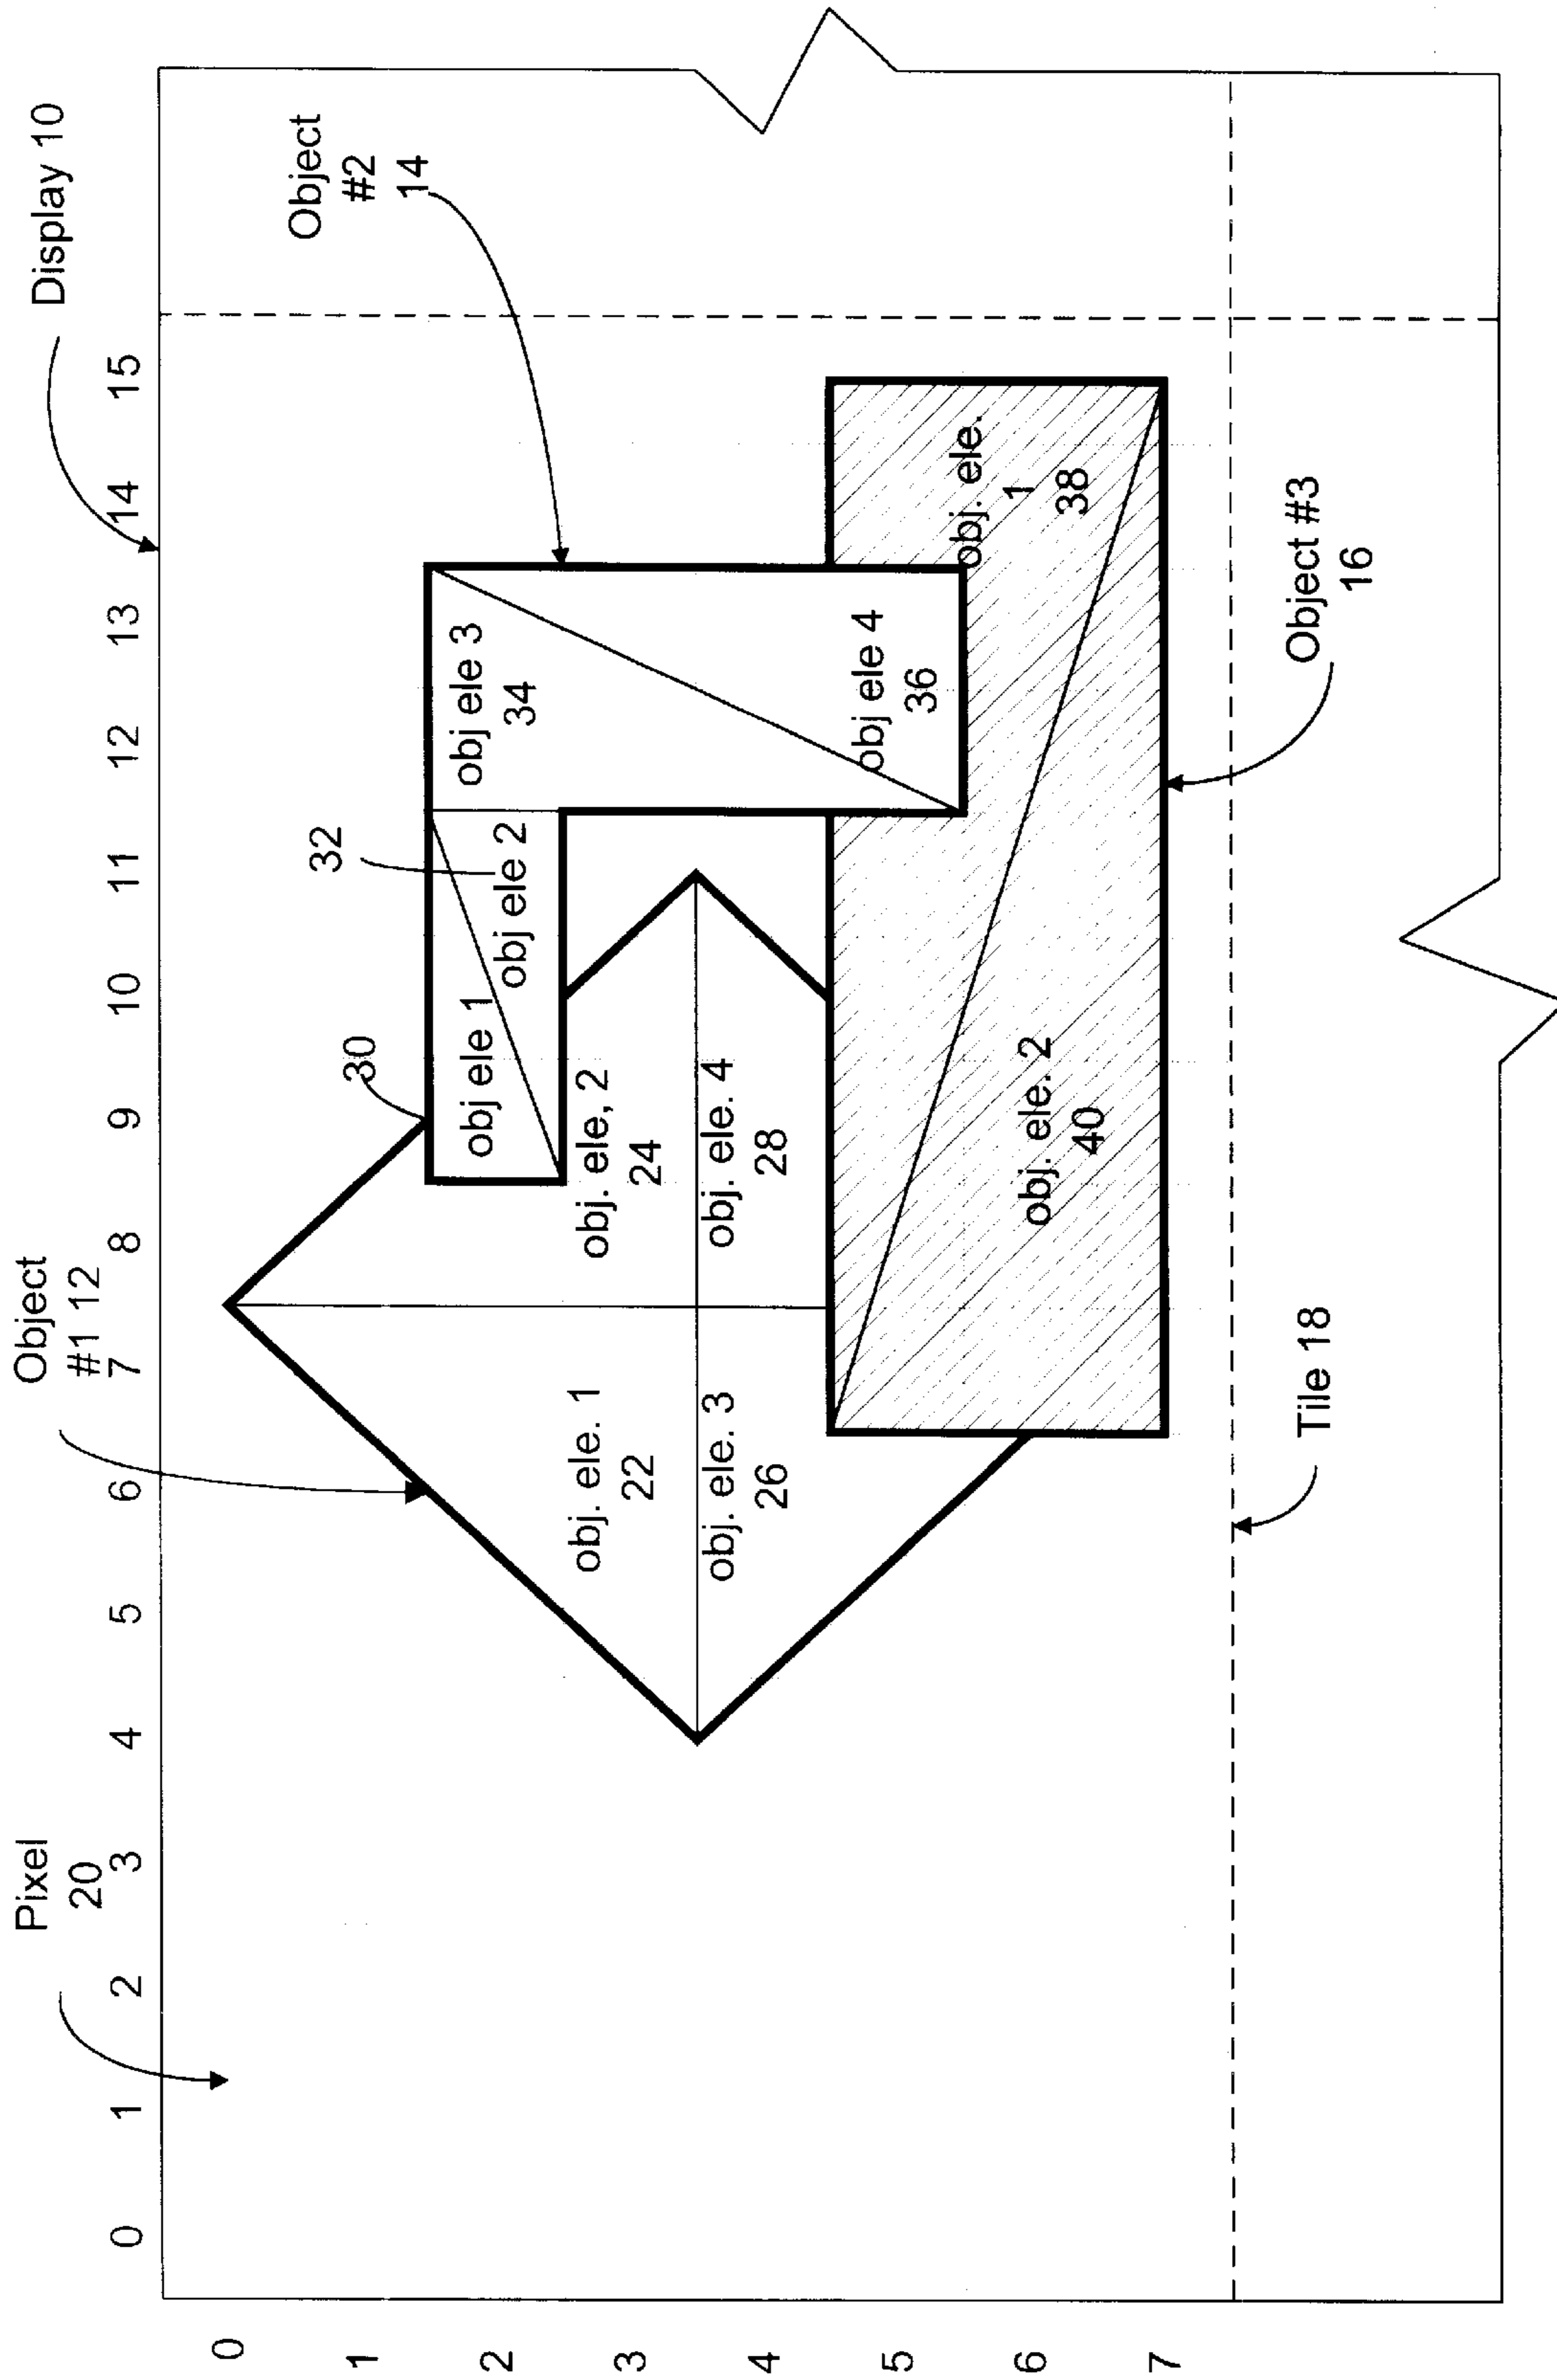 Pixel
20
Object
#1 12
Display 10
0 1 2 3 4 5 6 7 8 9 10 11 12 13 14 15
0
1
2
3
4
5
6
7
30
32
Object
#2
14
obj ele 1
obj ele 2
obj ele 3
34
obj ele 4
36
obj. ele. 1
22
obj. ele, 2
24
obj. ele. 3
26
obj. ele. 4
28
obj. ele.
1
38
obj. ele. 2
40
Tile 18
Object #3
16